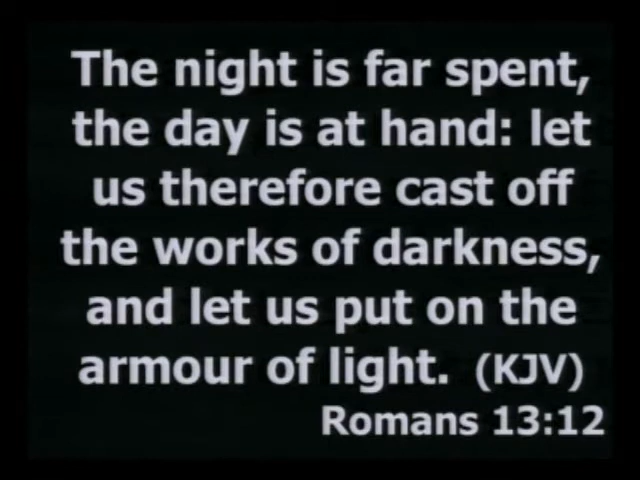 The night is far spent,
the day is at hand: let
us therefore cast off
the works of darkness,
and let us put on the
armour of light. (KJV)
Romans 13:12